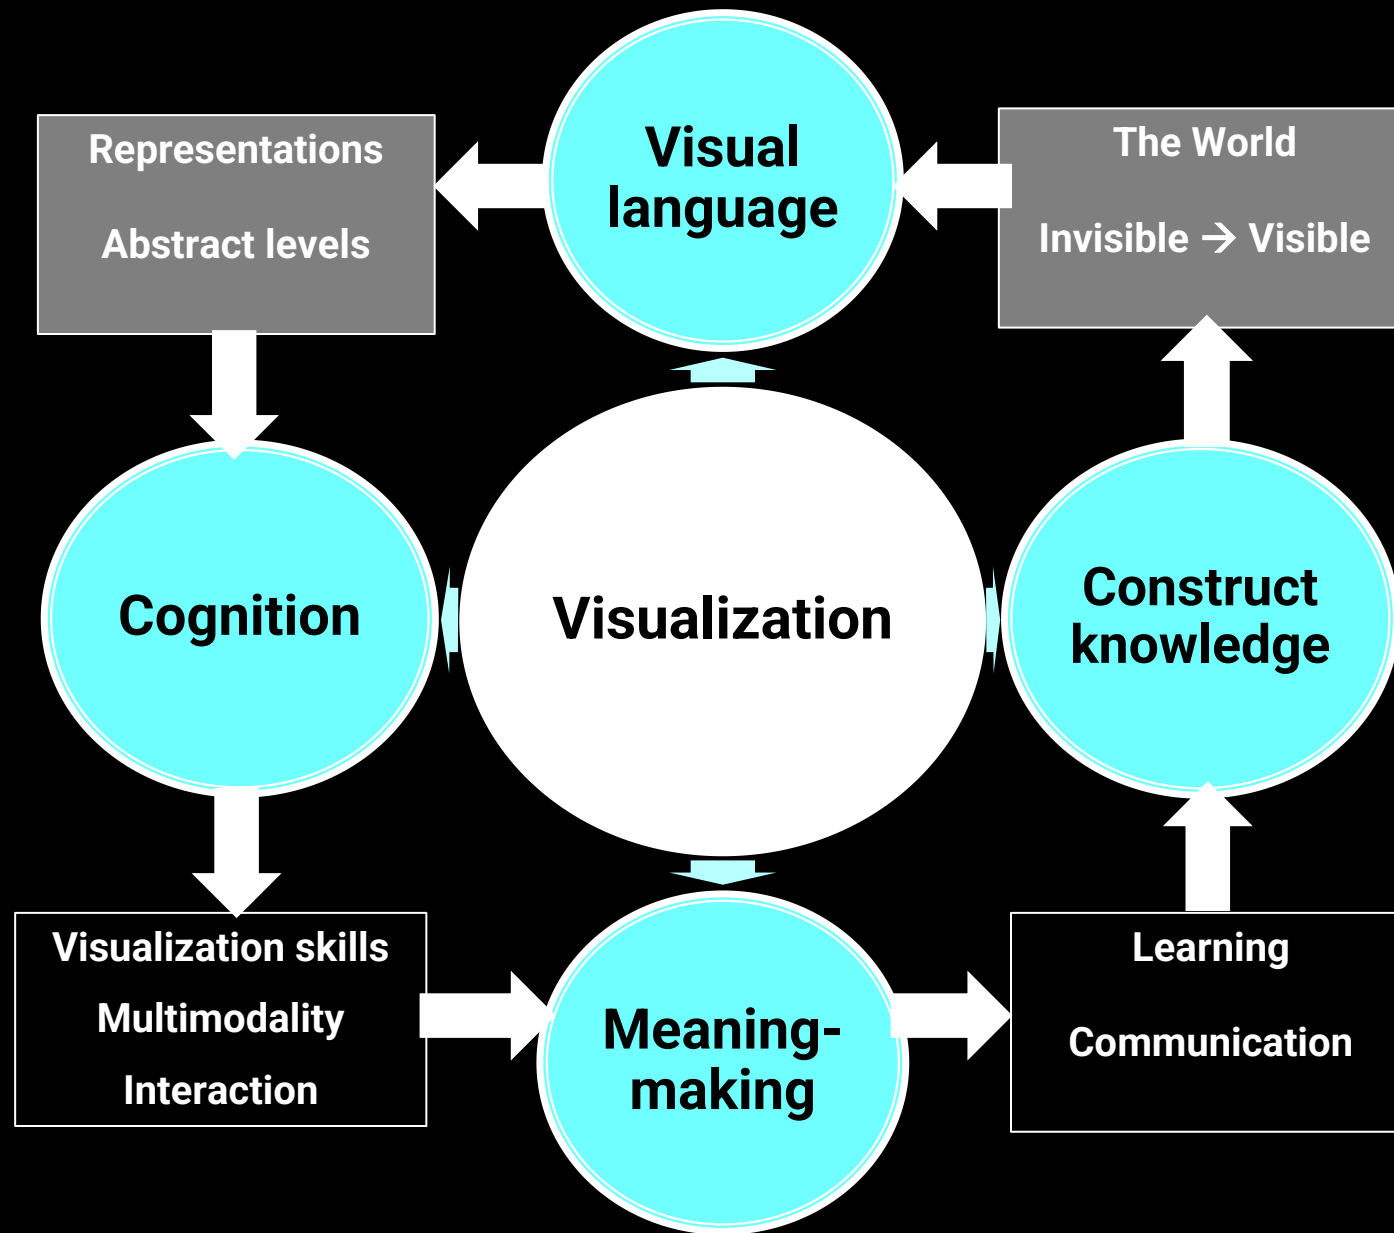 Visual
language
Representations
Abstract levels
The World
Invisible → Visible
Cognition
Visualization
Construct
knowledge
Visualization skills
Multimodality
Interaction
Meaning-
making
Learning
Communication